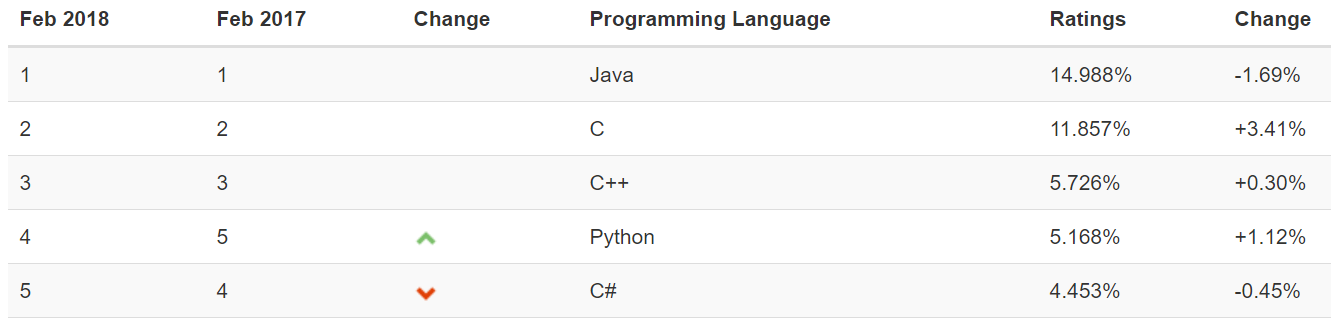 Feb 2018 Feb 2017 Change Programming Language Ratings Change
1 1 Java 14.988% -1.69%
2 2 C 11.857% +3.41%
3 3 C++ 5.726% +0.30%
4 5 Python 5.168% +1.12%
5 4 C# 4.453% -0.45%